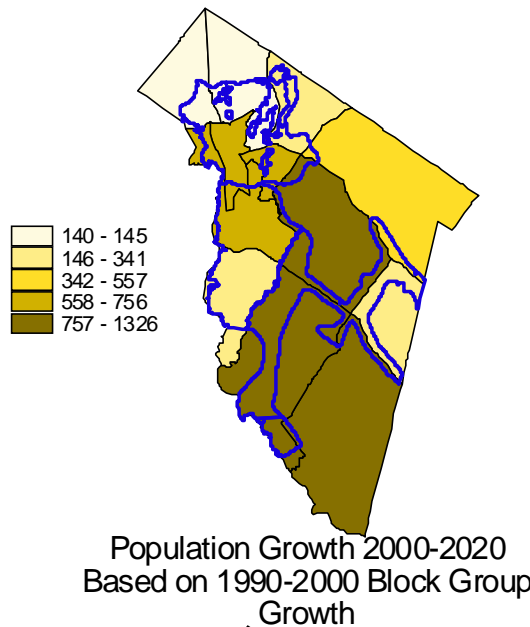 140 - 145
146 - 341
342 - 557
558 - 756
757 - 1326
Population Growth 2000-2020
Based on 1990-2000 Block Group
Growth